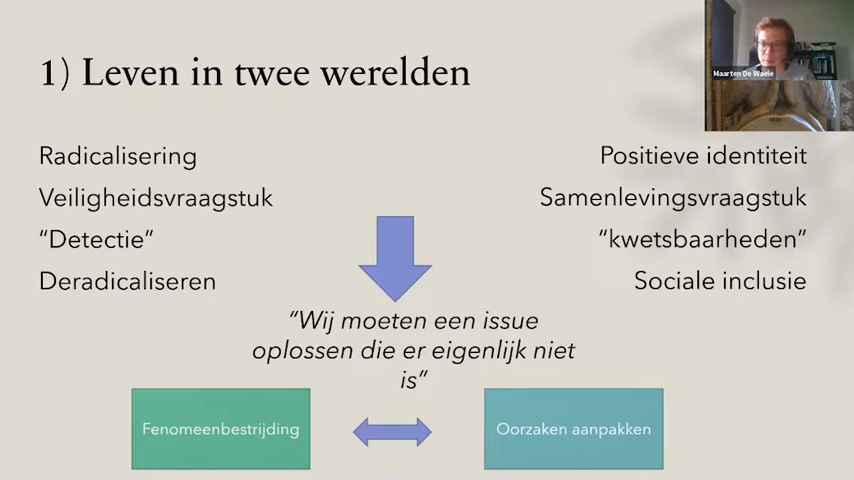 1) Leven in twee werelden
Maarten De Waele
Radicalisering
Veiligheidsvraagstuk
“Detectie”
Deradicaliseren
Positieve identiteit
Samenlevingsvraagstuk
“kwetsbaarheden”
Sociale inclusie
“Wij moeten een issue
oplossen die er eigenlijk niet
is”
Fenomeenbestrijding
Oorzaken aanpakken